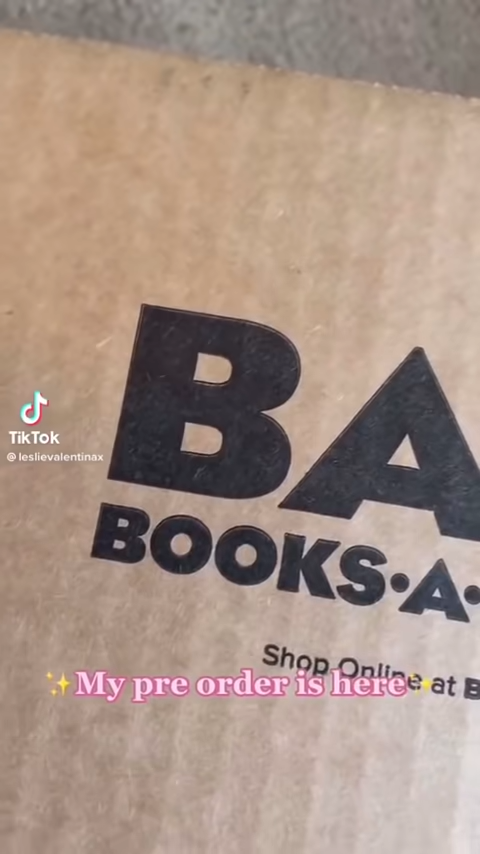 BA
BOOKS•A•
TikTok
@leslievalentinax
Shop Online at B
✨My pre order is here✨